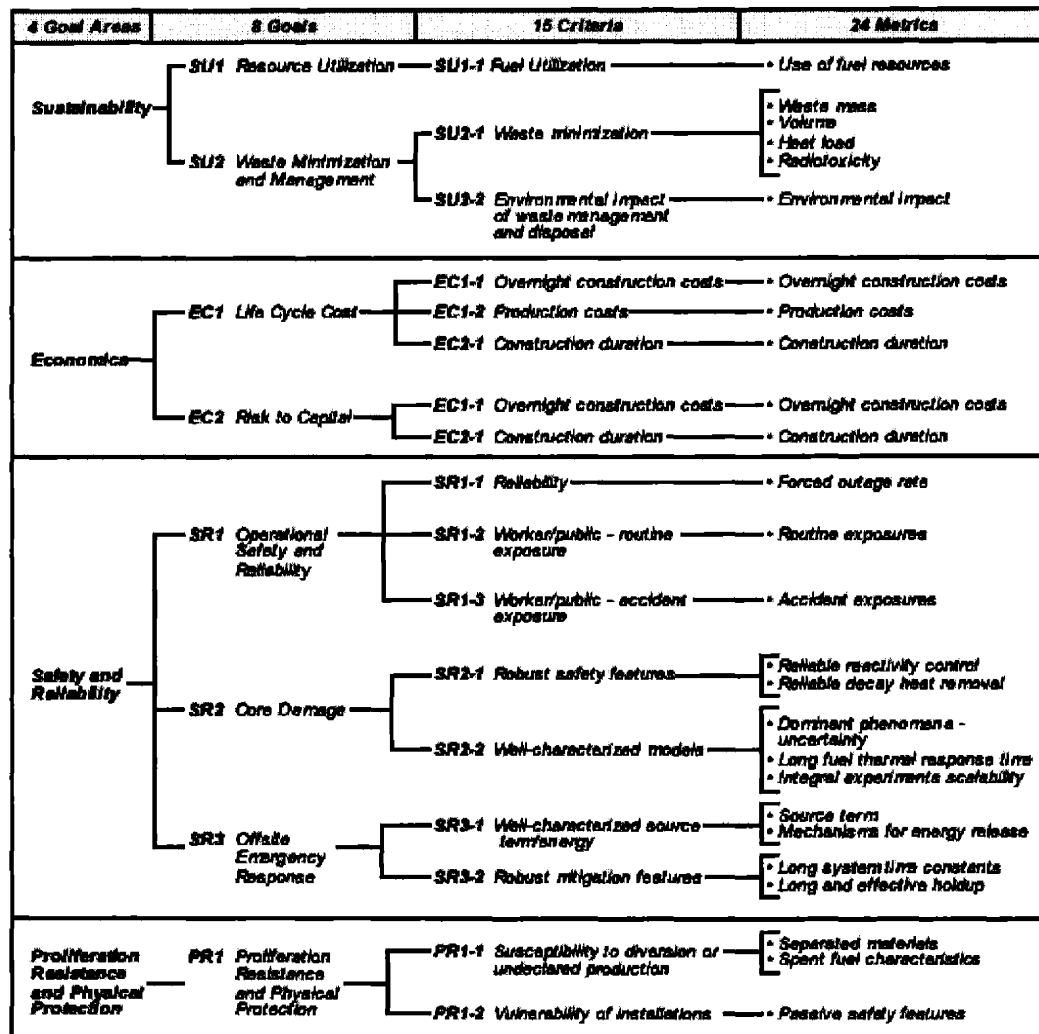 4 Goal Areas 8 Goals 15 Criteria 24 Metrics
Sustainability
SU1 Resource Utilization
SU1-1 Fuel Utilization
• Use of fuel resources
SU2 Waste Minimization
and Management
SU2-1 Waste minimization
• Waste mass
• Volume
• Heat load
• Radiotoxicity
SU2-2 Environmental impact
of waste management
and disposal
• Environmental impact
Economics
EC1 Life Cycle Cost
EC1-1 Overnight construction costs
• Overnight construction costs
EC1-2 Production costs
• Production costs
EC2-1 Construction duration
• Construction duration
EC2 Risk to Capital
EC1-1 Overnight construction costs
• Overnight construction costs
EC2-1 Construction duration
• Construction duration
Safety and
Reliability
SR1 Operational
Safety and
Reliability
SR1-1 Reliability
• Forced outage rate
SR1-2 Worker/public - routine
exposure
• Routine exposures
SR1-3 Worker/public - accident
exposure
• Accident exposures
SR2 Core Damage
SR2-1 Robust safety features
• Reliable reactivity control
• Reliable decay heat removal
SR2-2 Well-characterized models
• Dominant phenomena -
uncertainty
• Long fuel thermal response time
• Integral experiments scalability
SR3 Offsite
Emergency
Response
SR3-1 Well-characterized source
term/energy
• Source term
• Mechanisms for energy release
SR3-2 Robust mitigation features
• Long system time constants
• Long and effective holdup
Proliferation
Resistance
and Physical
Protection
PR1 Proliferation
Resistance
and Physical
Protection
PR1-1 Susceptibility to diversion or
undeclared production
• Separated materials
• Spent fuel characteristics
PR1-2 Vulnerability of installations
• Passive safety features